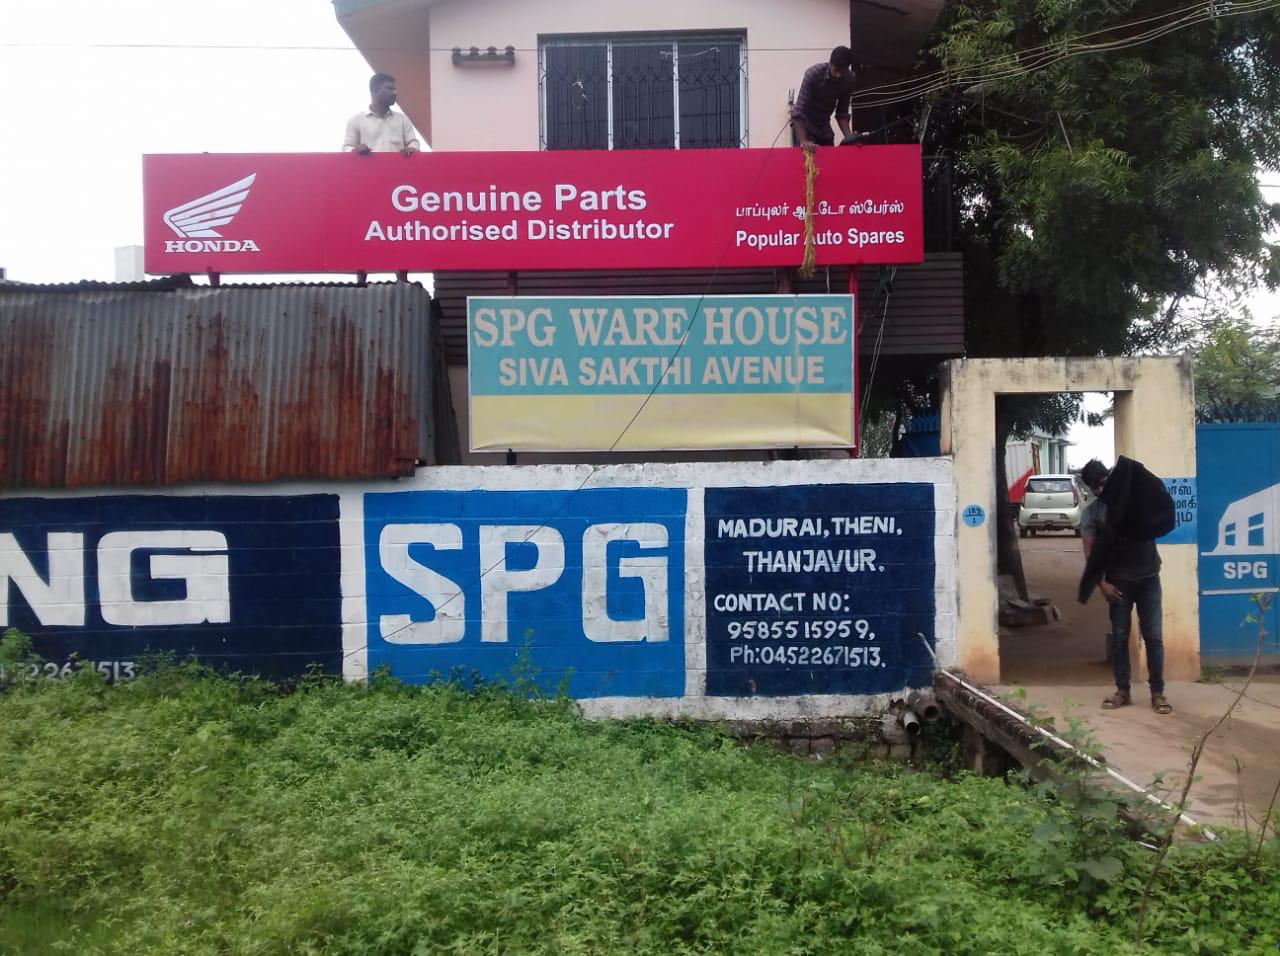 HONDA
Genuine Parts
Authorised Distributor
பாப்புலர் ஆட்டோ ஸ்பேர்ஸ்
Popular Auto Spares
SPG WARE HOUSE
SIVA SAKTHI AVENUE
NG
SPG
MADURAI, THENI,
THANJAVUR.
CONTACT NO:
95855 15959,
Ph:04522671513.
SPG